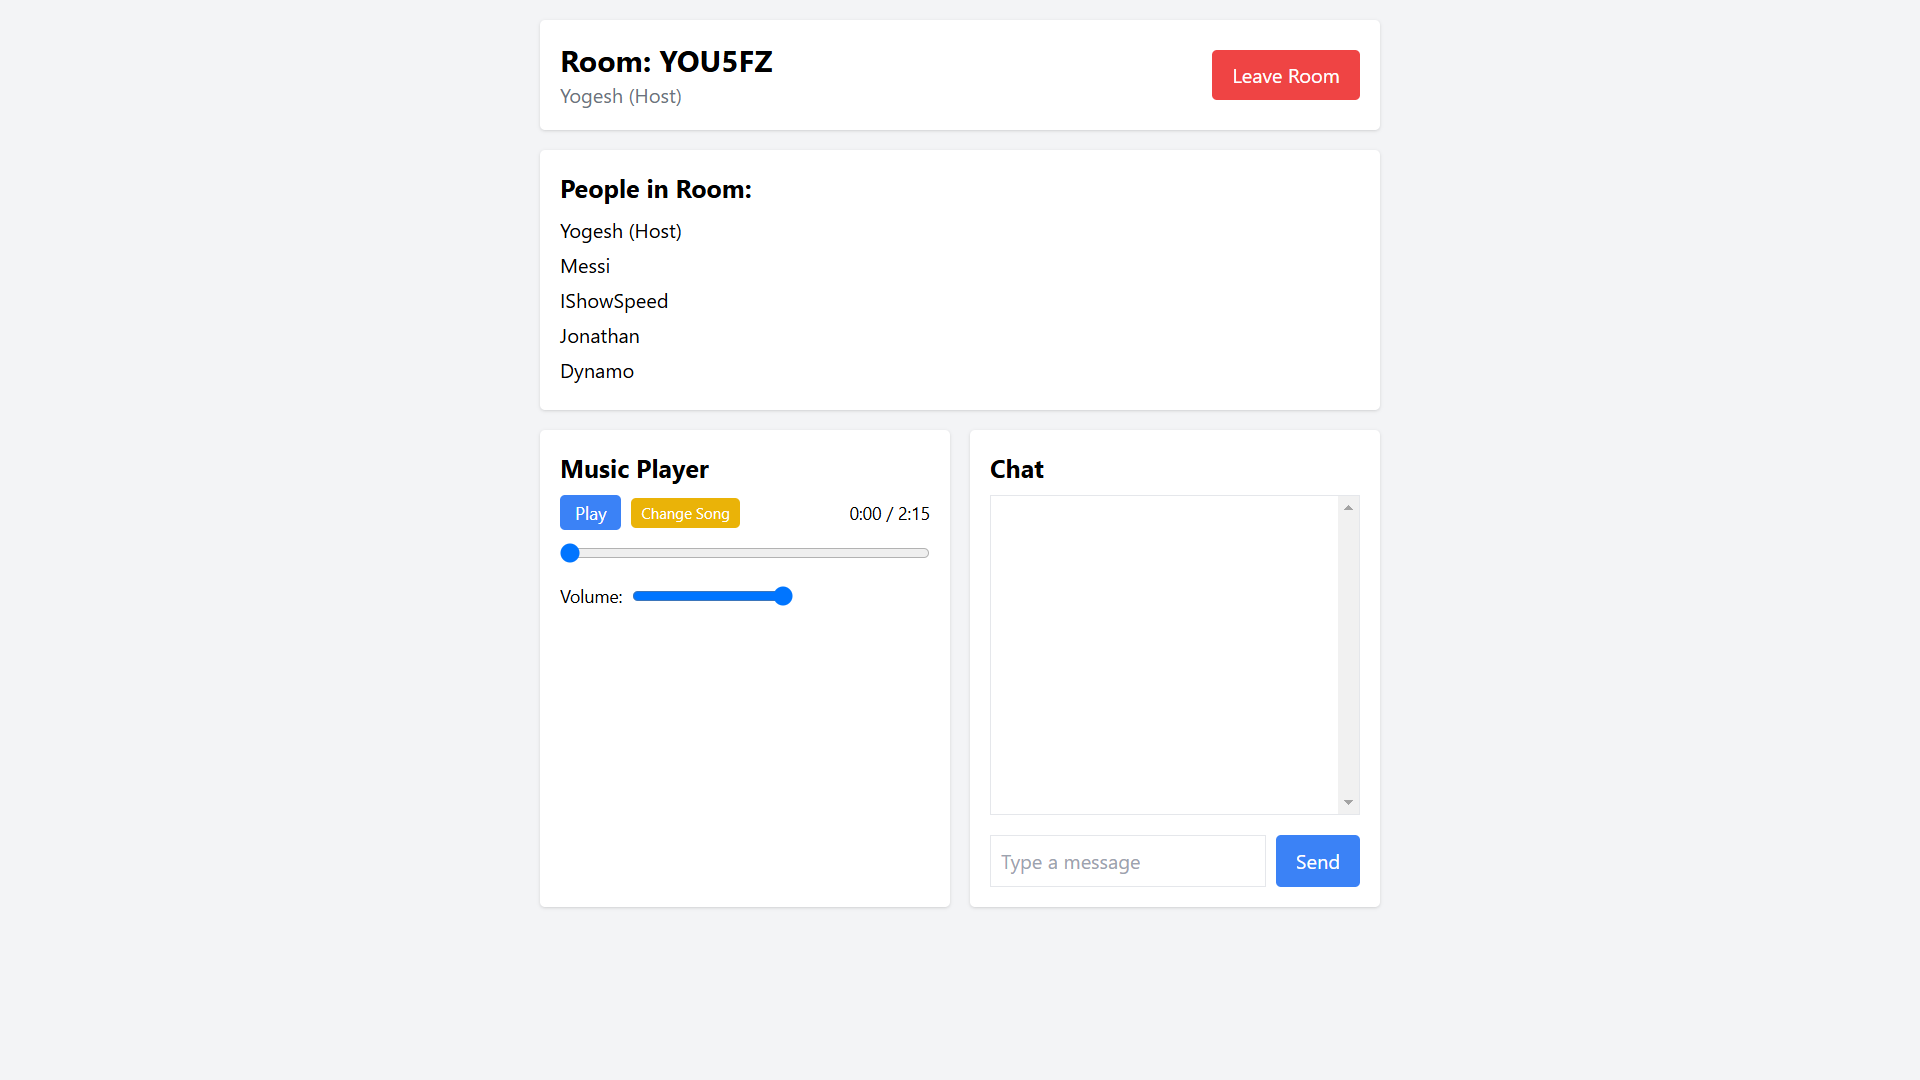 Room: YOU5FZ
Yogesh (Host)
Leave Room
People in Room:
Yogesh (Host)
Messi
IShowSpeed
Jonathan
Dynamo
Music Player
Play
Change Song
0:00 / 2:15
Volume:
Chat
Type a message
Send